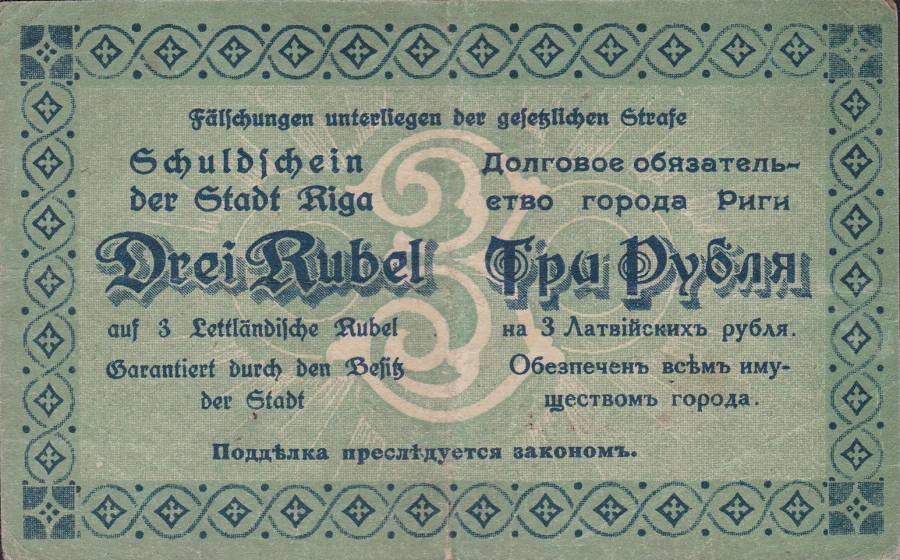 Fälschungen unterliegen der gesetzlichen Strafe
Schuldschein
der Stadt Riga
Drei Rubel
auf 3 Lettländische Rubel
Garantiert durch den Besitz
der Stadt
3
Долговое обязатель-
ство города Риги
Три Рубля
на 3 Латвійскихъ рубля.
Обезпеченъ всѣмъ иму-
ществомъ города.
Поддѣлка преслѣдуется закономъ.